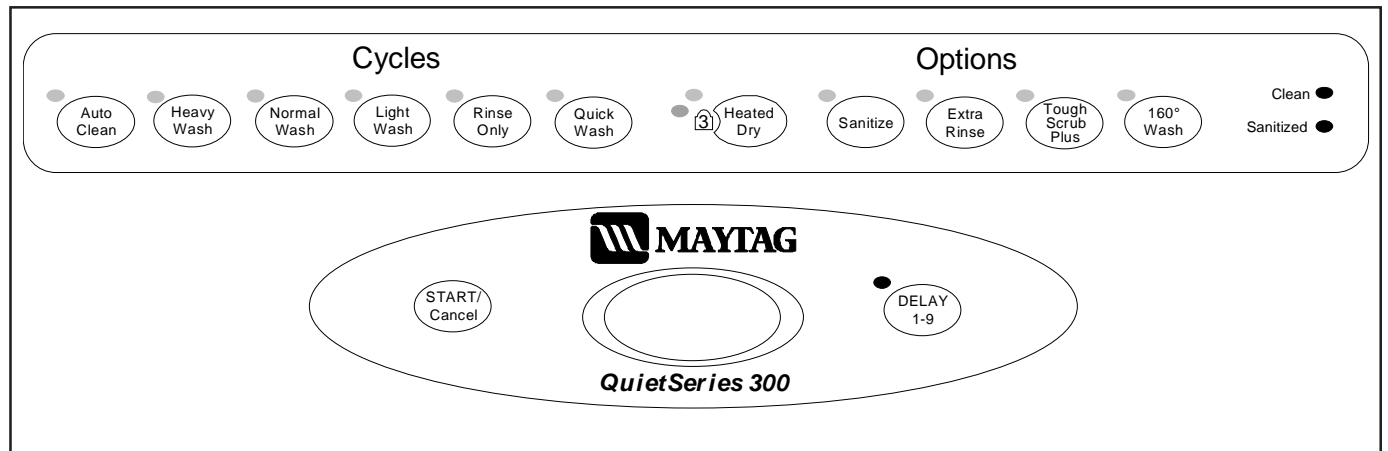 Cycles
Options
Auto
Clean
Heavy
Wash
Normal
Wash
Light
Wash
Rinse
Only
Quick
Wash
3
Heated
Dry
Sanitize
Extra
Rinse
Tough
Scrub
Plus
160°
Wash
Clean
Sanitized
MAYTAG
START/
Cancel
DELAY
1-9
QuietSeries 300